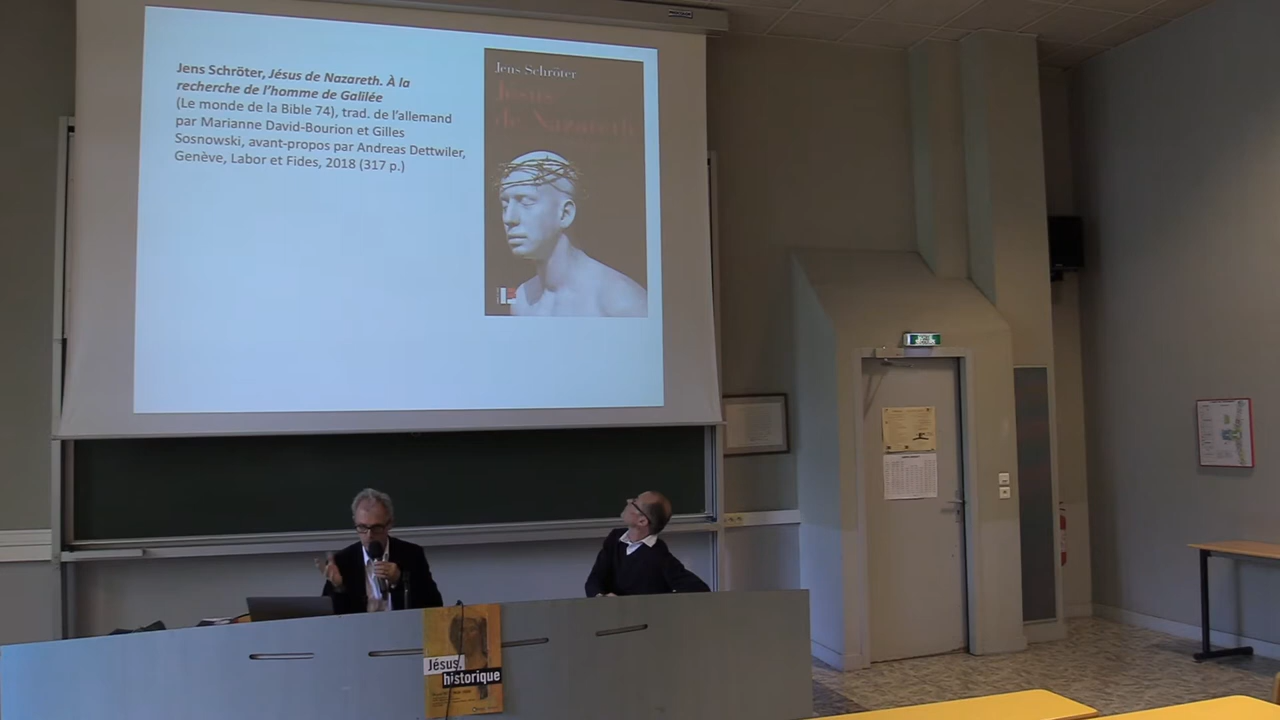 Jens Schröter, Jésus de Nazareth. À la
recherche de l'homme de Galilée
(Le monde de la Bible 74), trad. de l'allemand
par Marianne David-Bourion et Gilles
Sosnowski, avant-propos par Andreas Dettwiler,
Genève, Labor et Fides, 2018 (317 p.)
Jens Schröter
Jésus
de Nazareth
Jésus,
historique